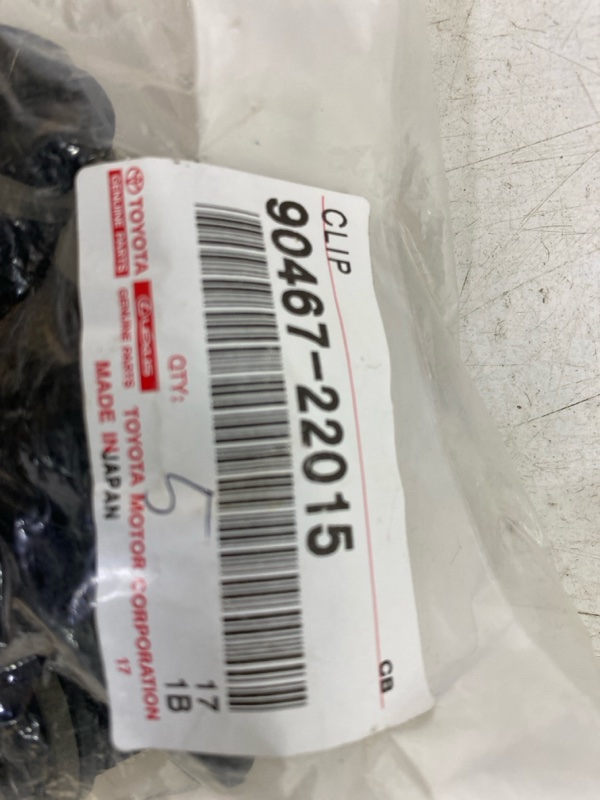 CLIP
90467-22015
CB
17
1B
QTY: 5
TOYOTA
GENUINE PARTS
LEXUS
GENUINE PARTS
TOYOTA MOTOR CORPORATION
MADE IN JAPAN
17